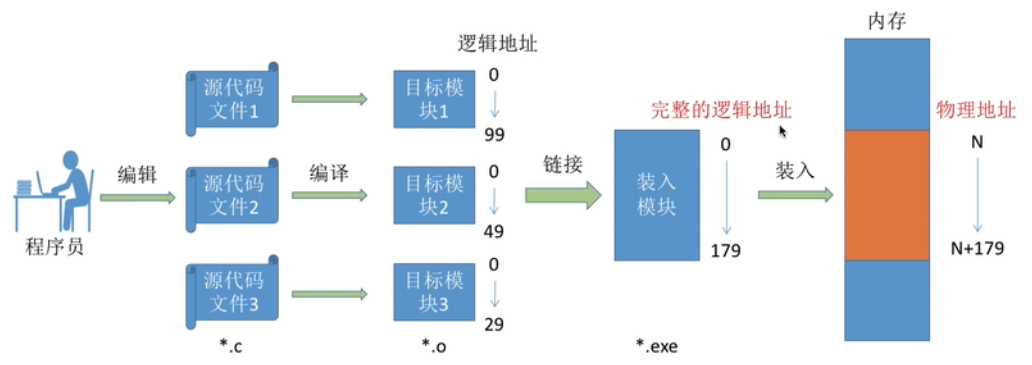 内存
逻辑地址
源代码
文件1
目标模
块1
0
99
完整的逻辑地址
物理地址
编辑
源代码
文件2
编译
目标模
块2
0
49
链接
装入
模块
0
179
装入
N
N+179
程序员
源代码
文件3
目标模
块3
0
29
*.c
*.o
*.exe